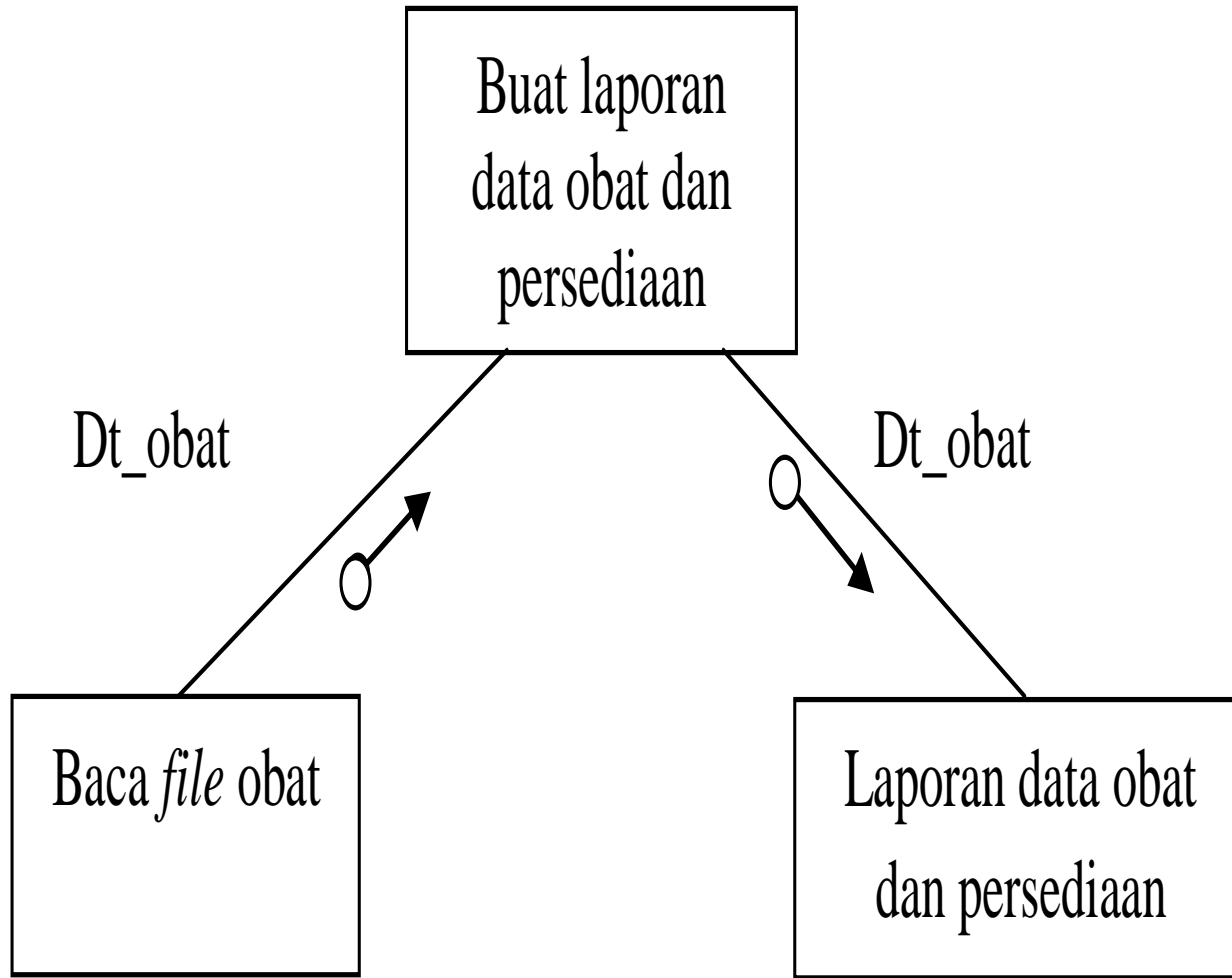 Buat laporan
data obat dan
persediaan
Dt_obat
Dt_obat
Baca file obat
Laporan data obat
dan persediaan